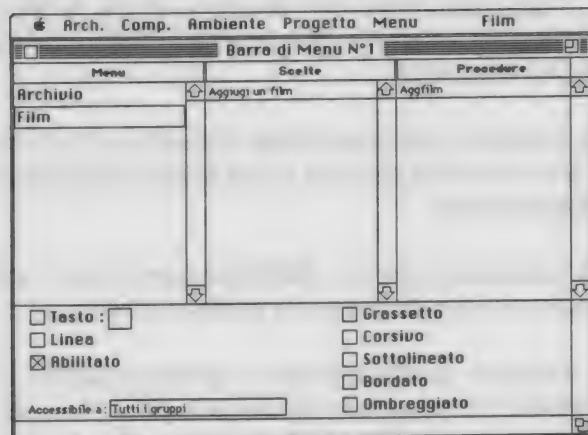 Arch. Comp. Ambiente Progetto Menu Film
Barra di Menu N°1
Menu Scelte Procedure
Archivio Aggiugi un film Aggfilm
Film
Tasto :
Linea
Abilitato
Accessibile a: Tutti i gruppi
Grassetto
Corsivo
Sottolineato
Bordato
Ombreggiato